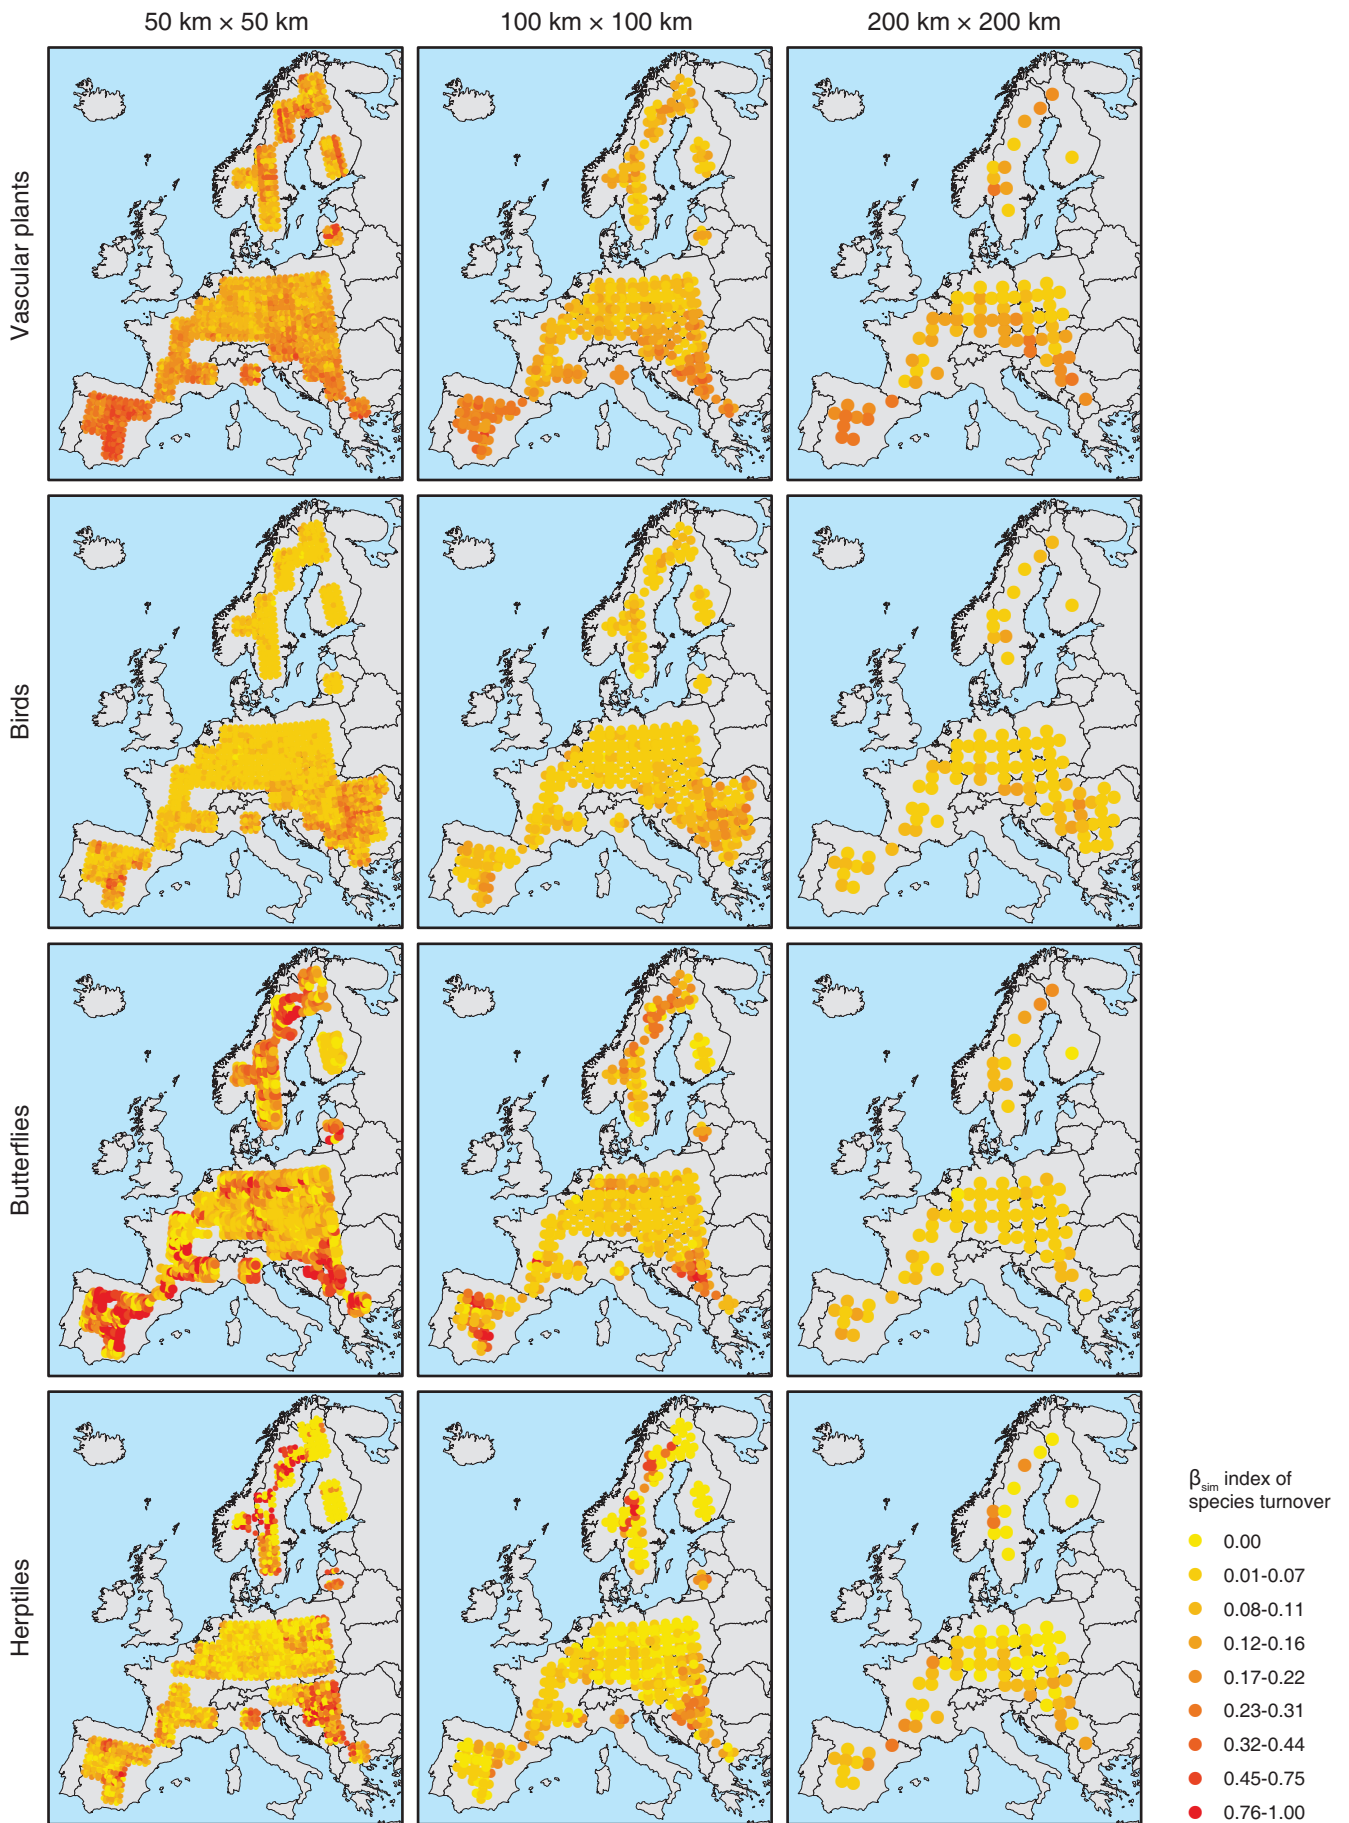 50 km × 50 km
100 km × 100 km
200 km × 200 km
Vascular plants
Birds
Butterflies
Herptiles
βsim index of
species turnover
0.00
0.01-0.07
0.08-0.11
0.12-0.16
0.17-0.22
0.23-0.31
0.32-0.44
0.45-0.75
0.76-1.00